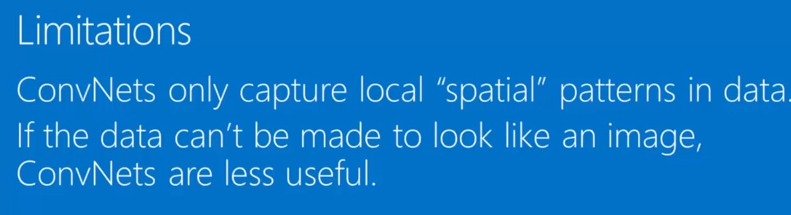 Limitations
ConvNets only capture local “spatial” patterns in data.
If the data can’t be made to look like an image,
ConvNets are less useful.